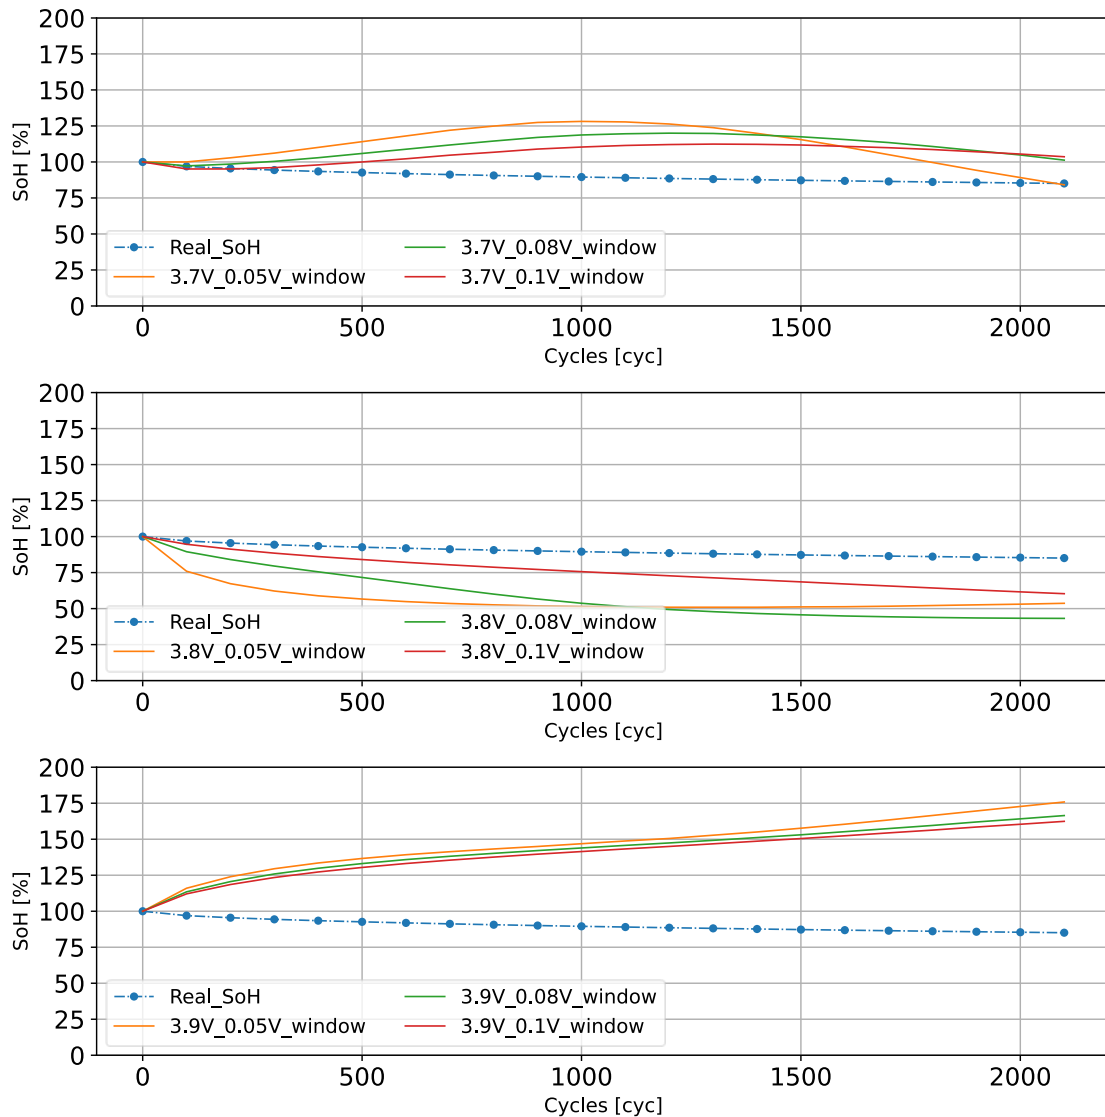 200
175
150
125
100
75
50
25
0
SoH [%]
Real_SoH
3.7V_0.05V_window
3.7V_0.08V_window
3.7V_0.1V_window
0 500 1000 1500 2000
Cycles [cyc]
200
175
150
125
100
75
50
25
0
SoH [%]
Real_SoH
3.8V_0.05V_window
3.8V_0.08V_window
3.8V_0.1V_window
0 500 1000 1500 2000
Cycles [cyc]
200
175
150
125
100
75
50
25
0
SoH [%]
Real_SoH
3.9V_0.05V_window
3.9V_0.08V_window
3.9V_0.1V_window
0 500 1000 1500 2000
Cycles [cyc]